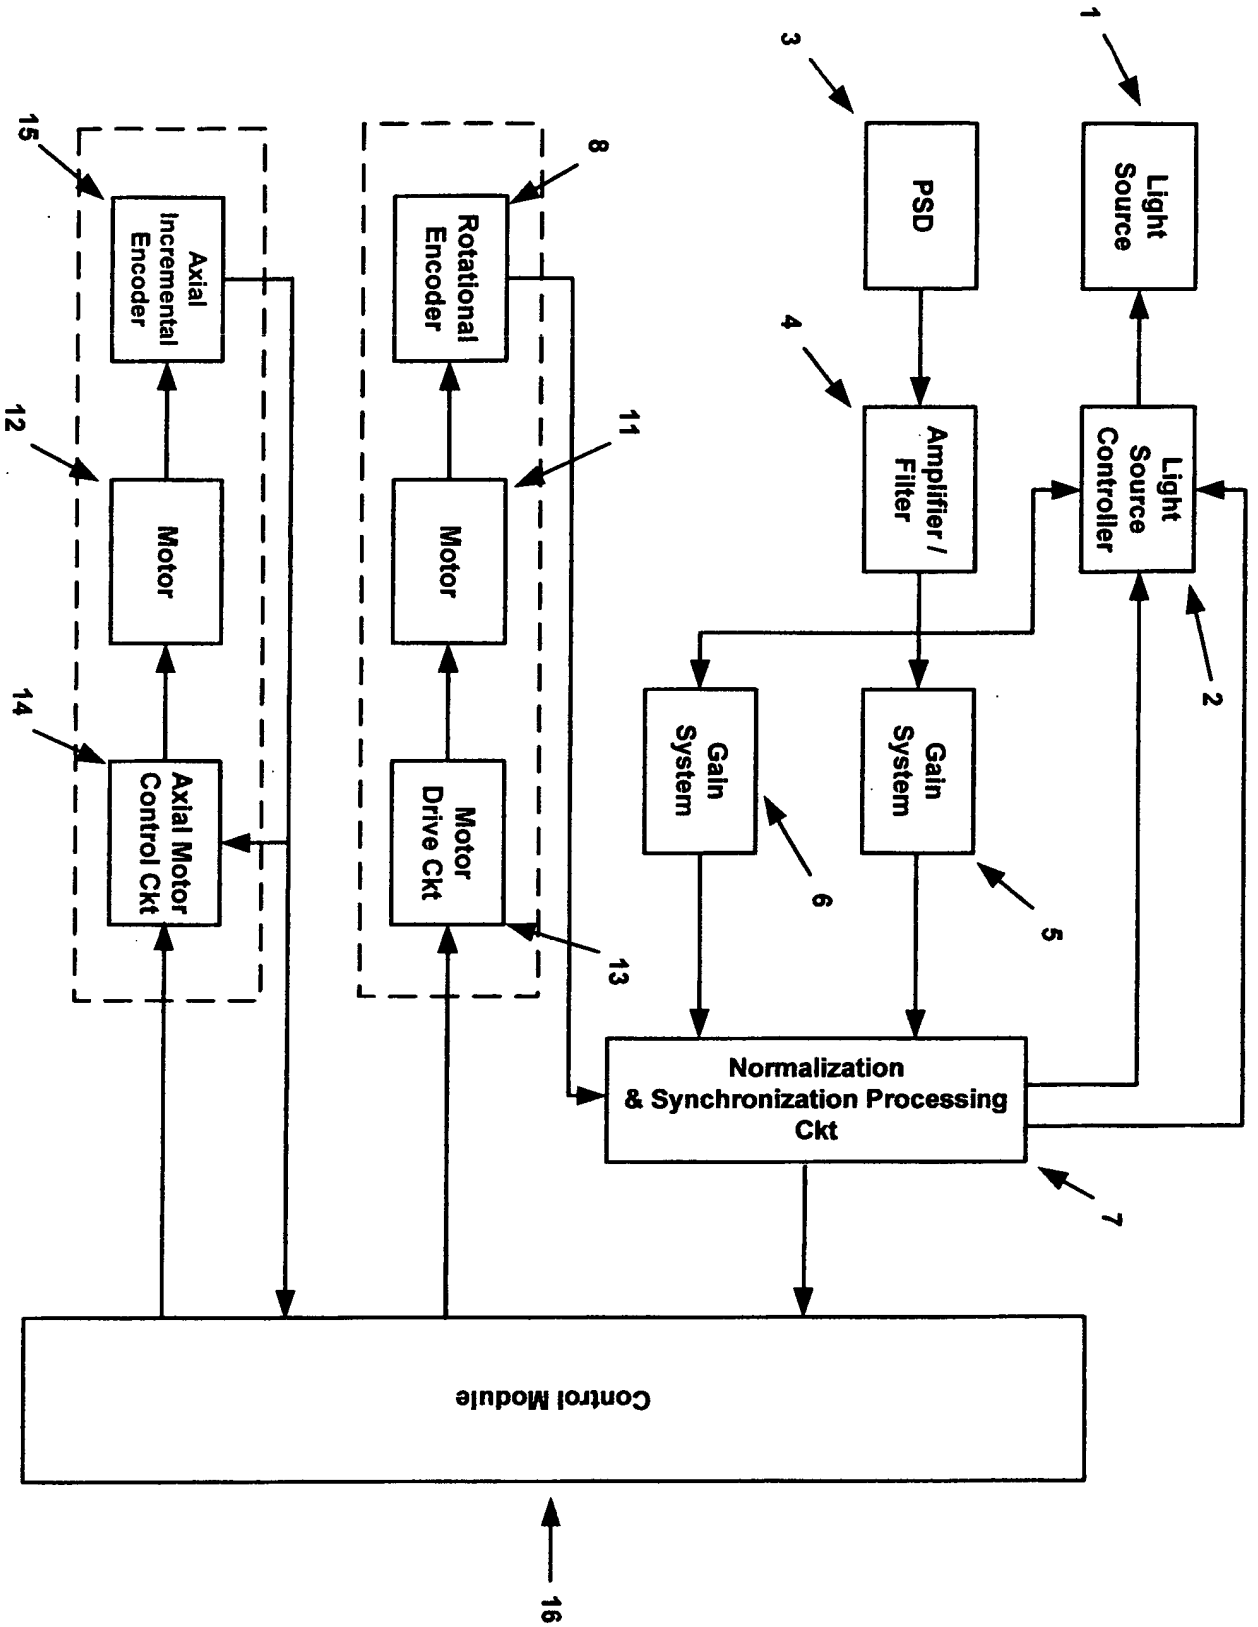 1
Light
Source
Light
Source
Controller
2
3
PSD
4
Amplifier /
Filter
Gain
System
5
Gain
System
6
Normalization
& Synchronization Processing
Ckt
7
8
Rotational
Encoder
11
Motor
Motor
Drive Ckt
13
15
Axial
Incremental
Encoder
12
Motor
14
Axial Motor
Control Ckt
Control Module
16